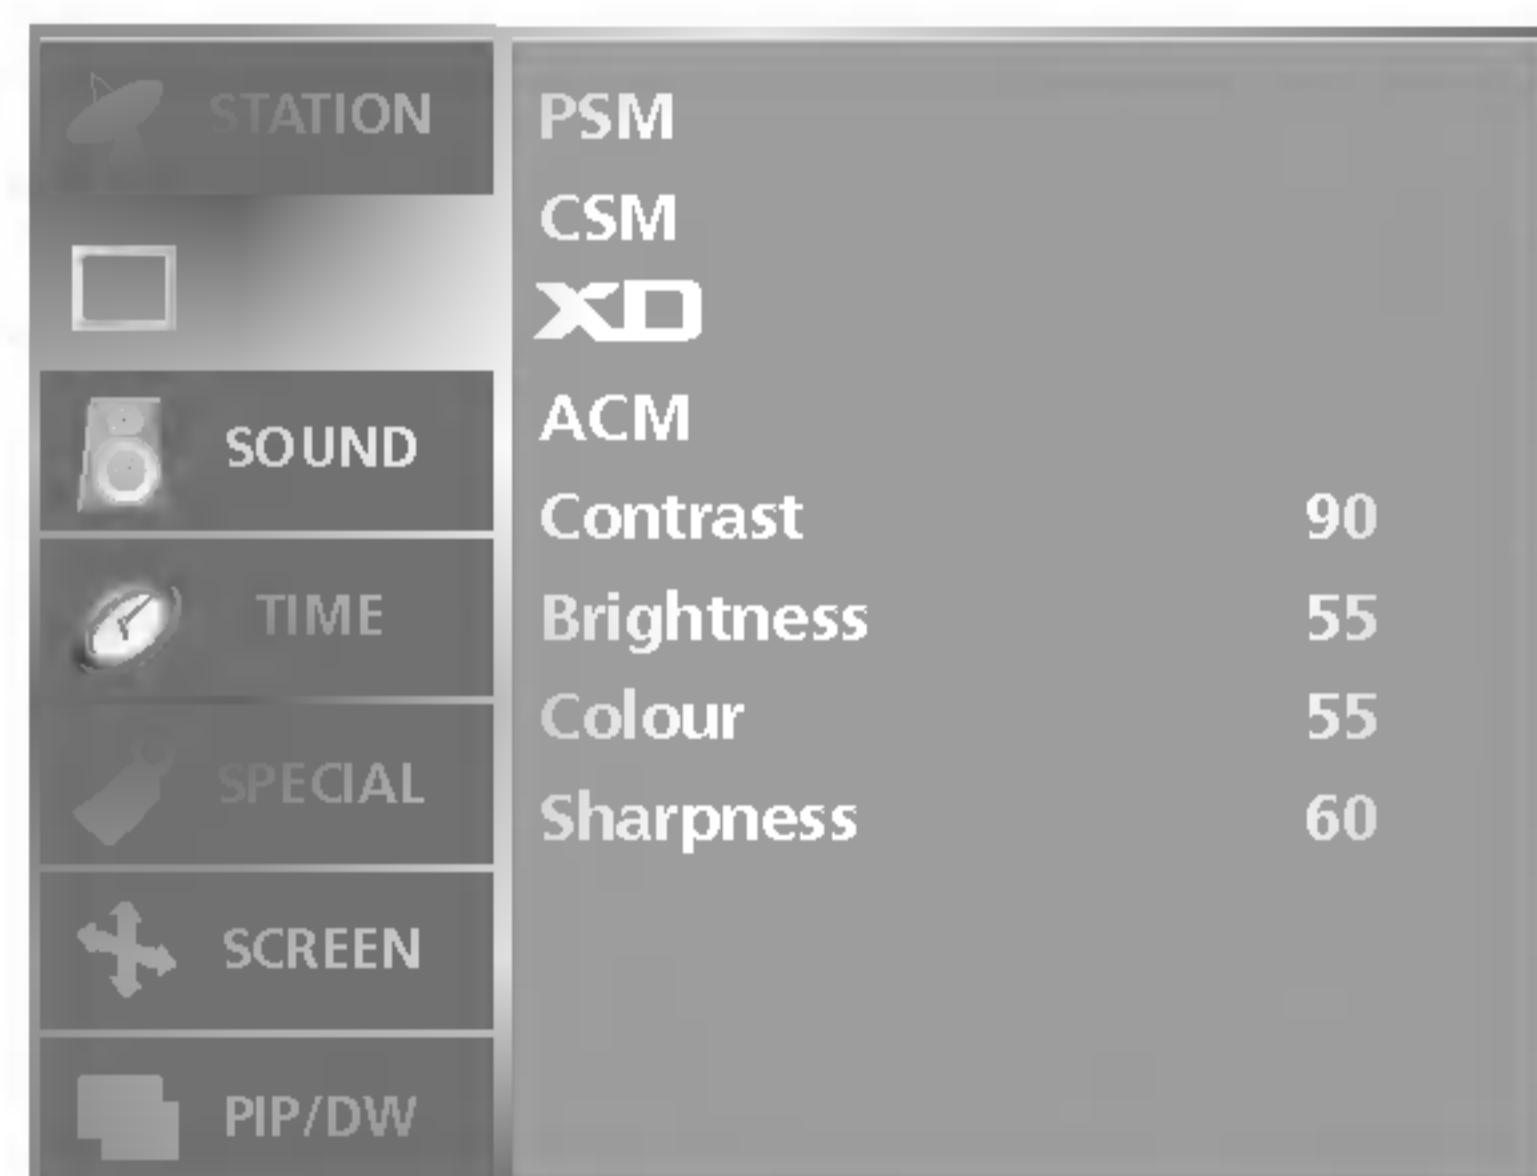 STATION
SOUND
TIME
SPECIAL
SCREEN
PIP/DW
PSM
CSM
XD
ACM
Contrast 90
Brightness 55
Colour 55
Sharpness 60